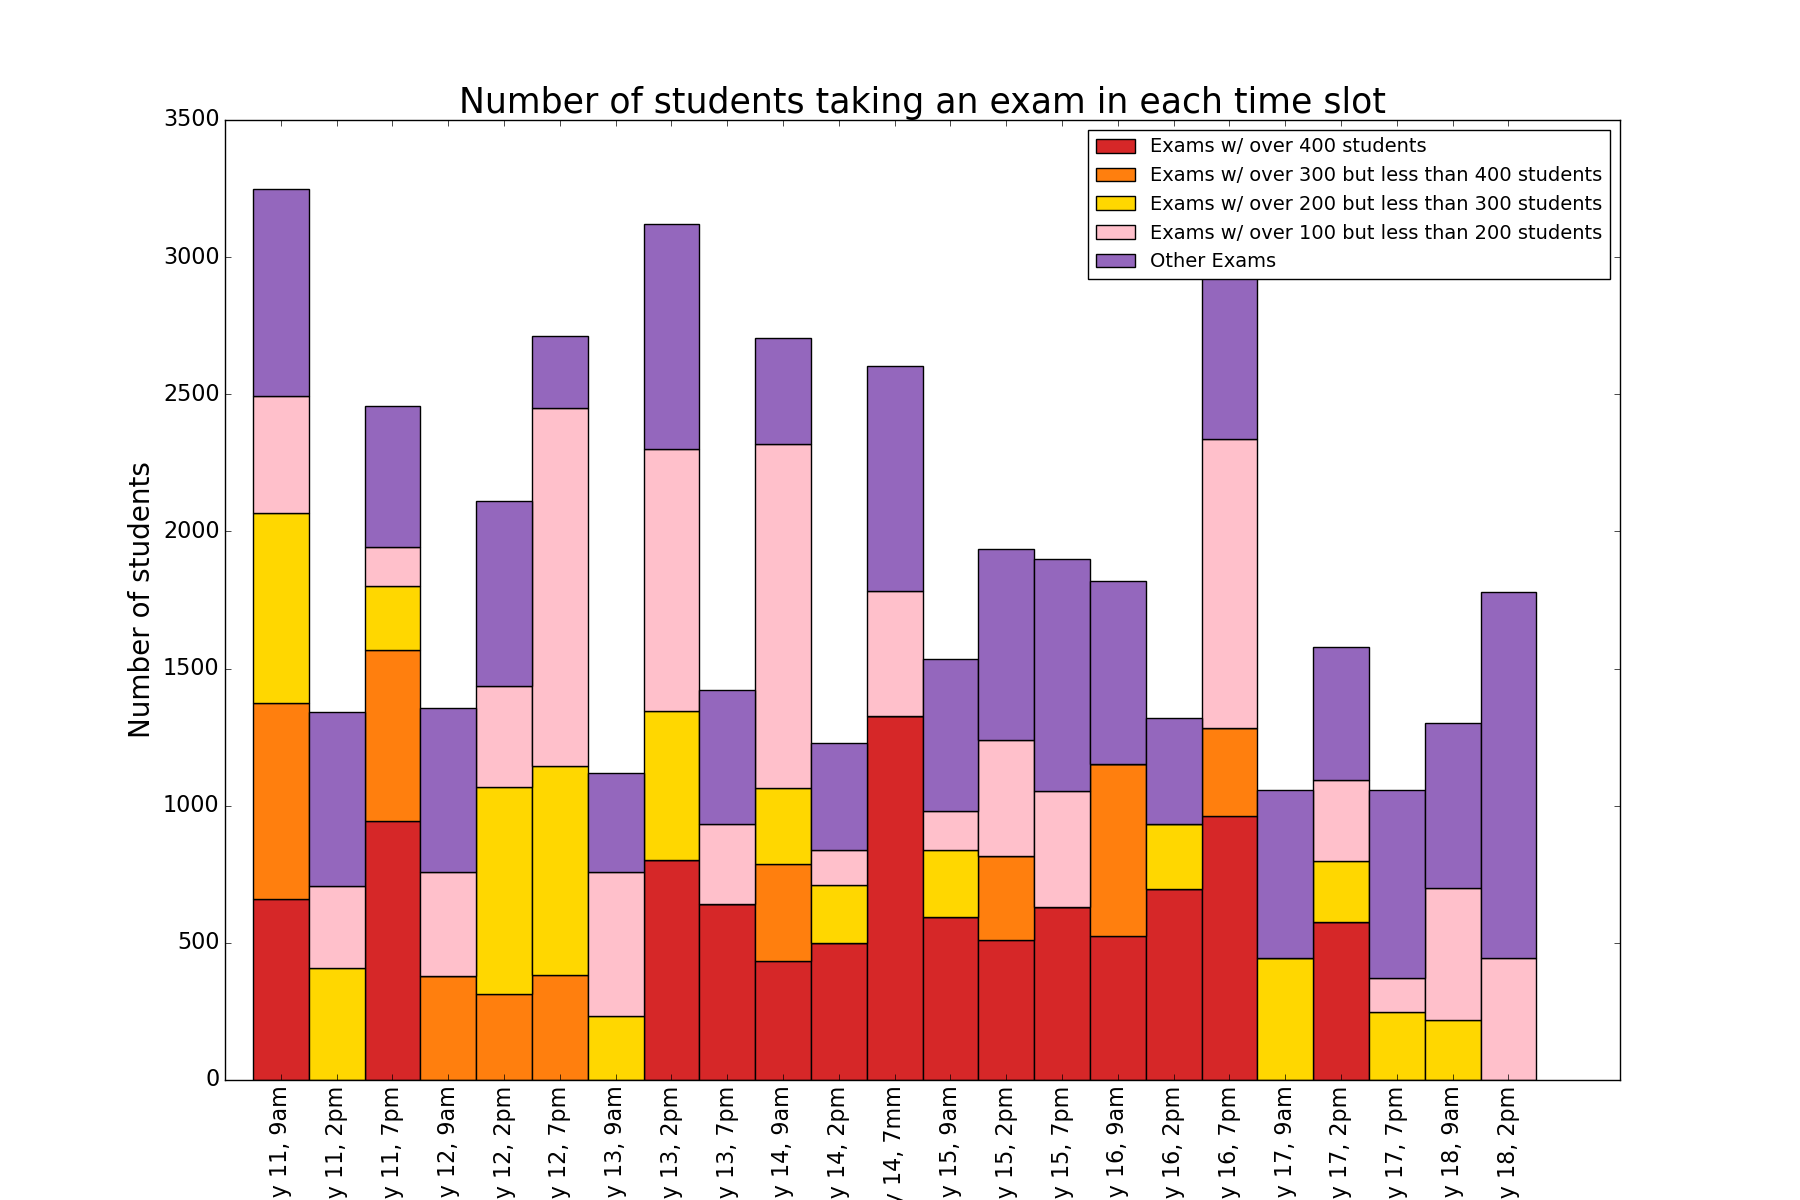 Number of students taking an exam in each time slot
Number of students
3500
3000
2500
2000
1500
1000
500
0
Exams w/ over 400 students
Exams w/ over 300 but less than 400 students
Exams w/ over 200 but less than 300 students
Exams w/ over 100 but less than 200 students
Other Exams
y 11, 9am
y 11, 2pm
y 11, 7pm
y 12, 9am
y 12, 2pm
y 12, 7pm
y 13, 9am
y 13, 2pm
y 13, 7pm
y 14, 9am
y 14, 2pm
y 14, 7mm
y 15, 9am
y 15, 2pm
y 15, 7pm
y 16, 9am
y 16, 2pm
y 16, 7pm
y 17, 9am
y 17, 2pm
y 17, 7pm
y 18, 9am
y 18, 2pm